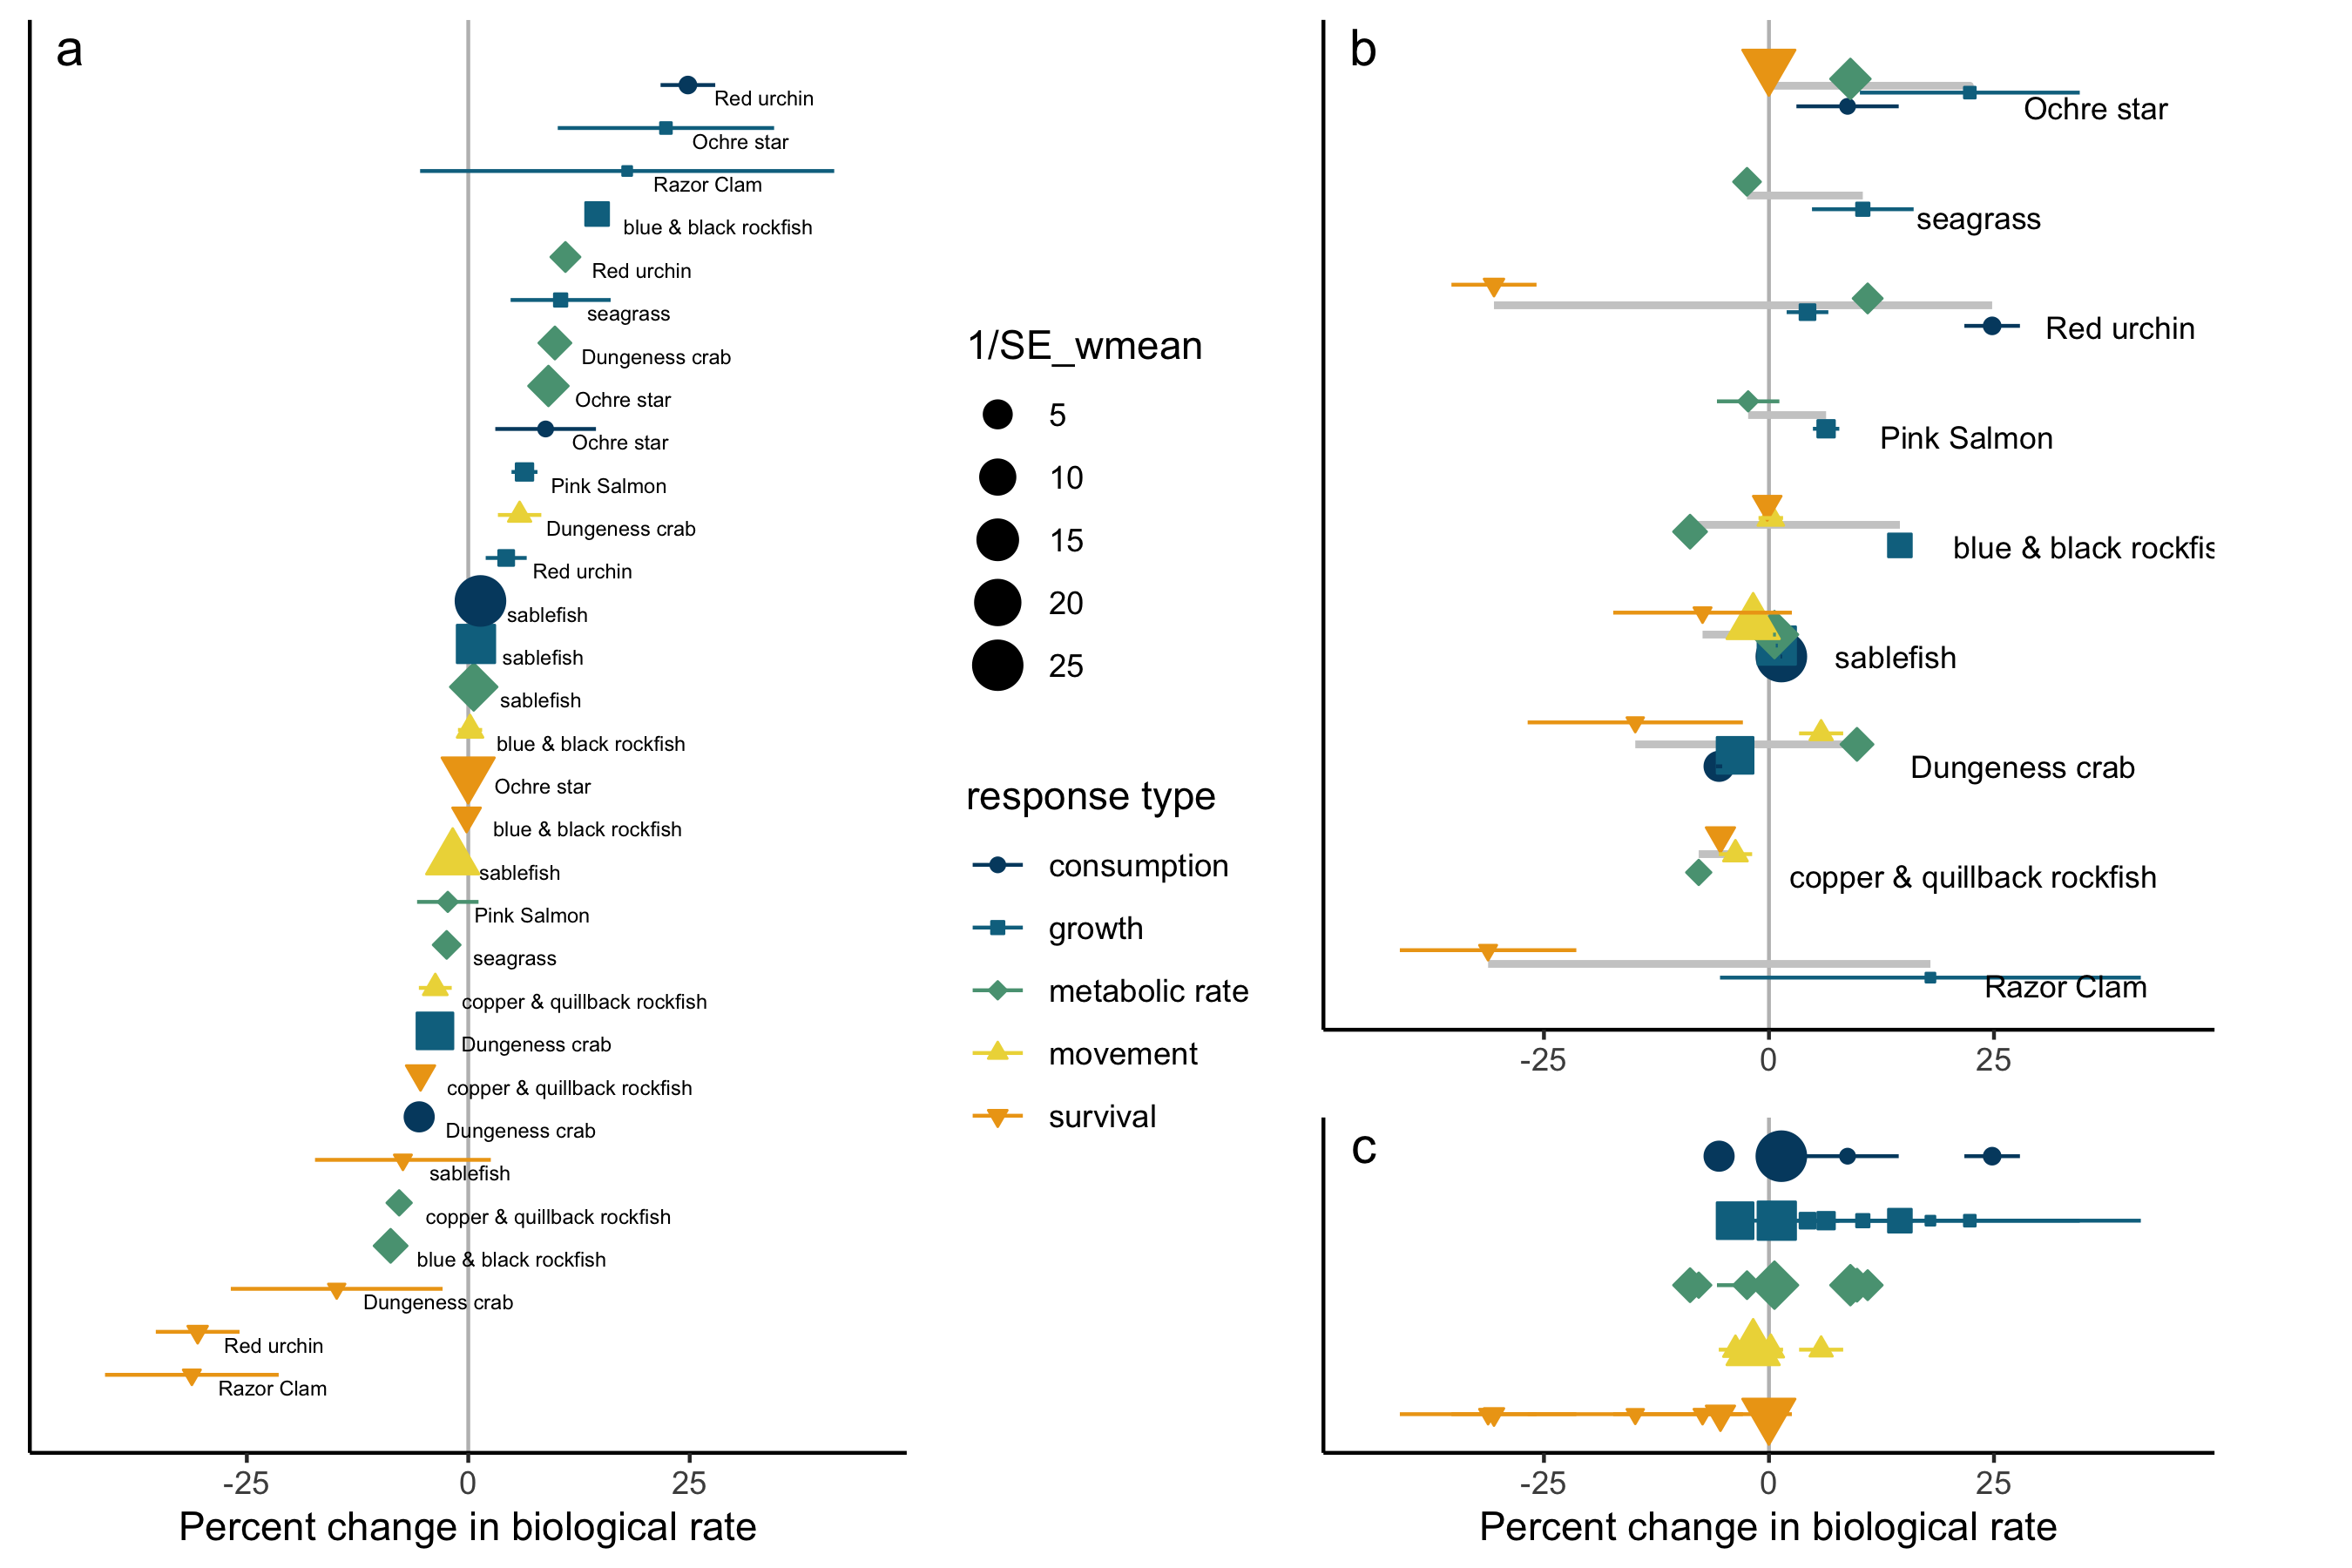 a
Red urchin
Ochre star
Razor Clam
blue & black rockfish
Red urchin
seagrass
Dungeness crab
Ochre star
Ochre star
Pink Salmon
Dungeness crab
Red urchin
sablefish
sablefish
sablefish
blue & black rockfish
Ochre star
blue & black rockfish
sablefish
Pink Salmon
seagrass
copper & quillback rockfish
Dungeness crab
copper & quillback rockfish
Dungeness crab
sablefish
copper & quillback rockfish
blue & black rockfish
Dungeness crab
Red urchin
Razor Clam
-25 0 25
Percent change in biological rate
1/SE_wmean
5
10
15
20
25
response type
consumption
growth
metabolic rate
movement
survival
b
Ochre star
seagrass
Red urchin
Pink Salmon
blue & black rockfis
sablefish
Dungeness crab
copper & quillback rockfish
Razor Clam
-25 0 25
c
-25 0 25
Percent change in biological rate